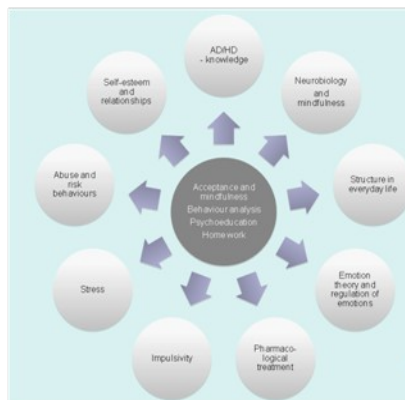 AD/HD
- knowledge
Neurobiology
and
mindfulness
Structure in
everyday life
Emotion
theory and
regulation of
emotions
Pharmaco-
logical
treatment
Impulsivity
Stress
Abuse and
risk
behaviours
Self-esteem
and
relationships
Acceptance and
mindfulness
Behaviour analysis
Psychoeducation
Homework